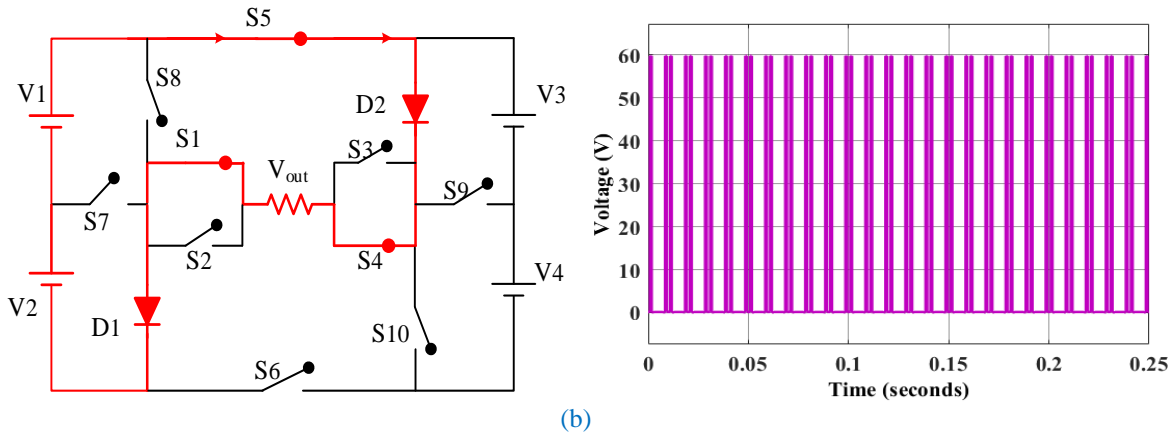 S5
V1
S8
D2
V3
S1
S3
Vout
S7
S9
S2
S4
V2
V4
D1
S10
S6
60
50
40
30
20
10
0
Voltage (V)
0 0.05 0.1 0.15 0.2 0.25
Time (seconds)
(b)